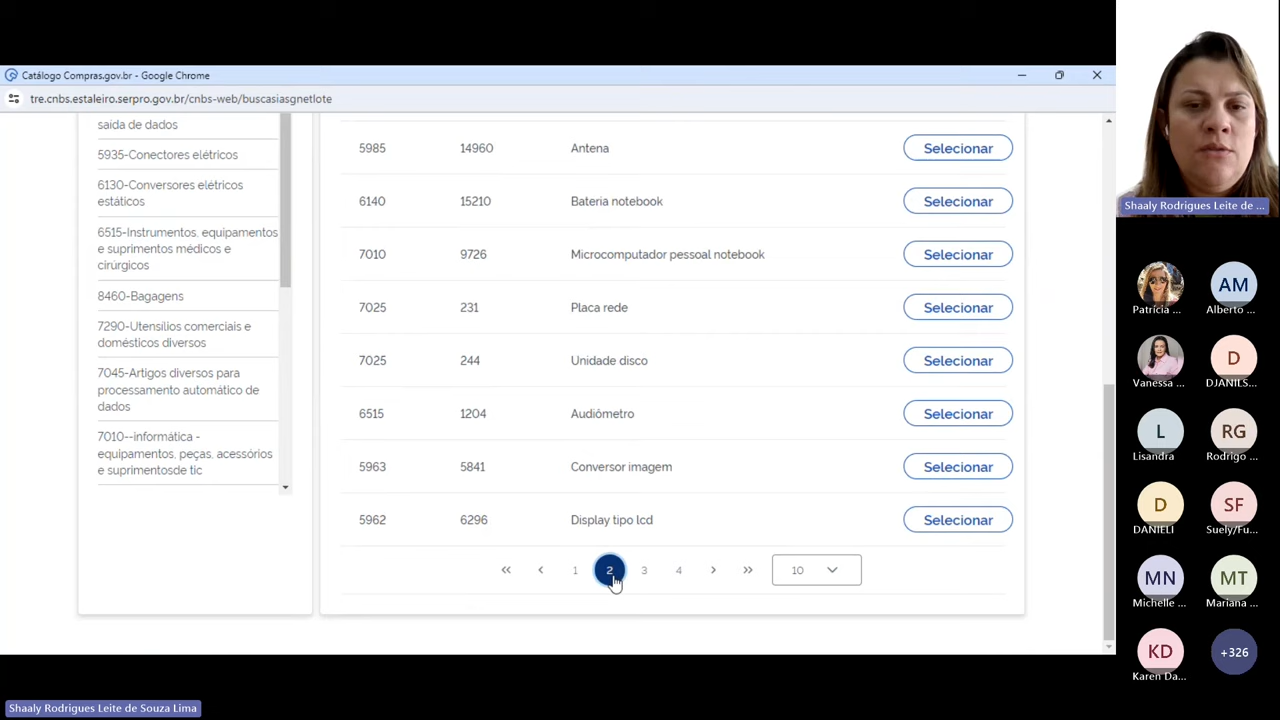 Catálogo Compras.gov.br - Google Chrome
tre.cnbs.estaleiro.serpro.gov.br/cnbs-web/buscasiasgnetlote
saída de dados
5935-Conectores elétricos
6130-Conversores elétricos
estáticos
6515-Instrumentos, equipamentos
e suprimentos médicos e
cirúrgicos
8460-Bagagens
7290-Utensílios comerciais e
domésticos diversos
7045-Artigos diversos para
processamento automático de
dados
7010--informática -
equipamentos, peças, acessórios
e suprimentosde tic
5985 14960 Antena Selecionar
6140 15210 Bateria notebook Selecionar
7010 9726 Microcomputador pessoal notebook Selecionar
7025 231 Placa rede Selecionar
7025 244 Unidade disco Selecionar
6515 1204 Audiômetro Selecionar
5963 5841 Conversor imagem Selecionar
5962 6296 Display tipo lcd Selecionar
« ‹ 1 2 3 4 › » 10
Shaaly Rodrigues Leite de ...
AM
Patrícia ... Alberto ...
D
Vanessa ... DJANILS...
L RG
Lisandra Rodrigo ...
D SF
DANIELI Suely/Fu...
MN MT
Michelle ... Mariana ...
KD +326
Karen Da...
Shaaly Rodrigues Leite de Souza Lima